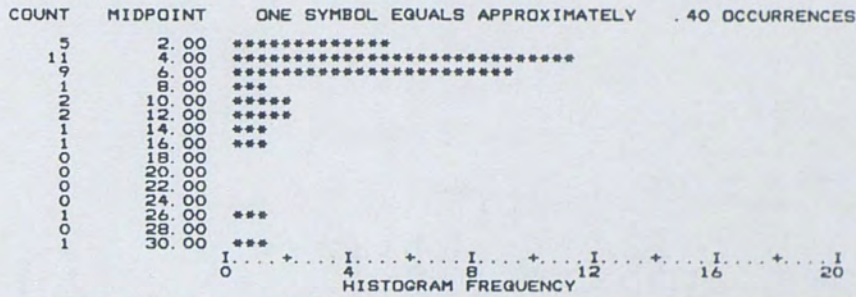 COUNT MIDPOINT ONE SYMBOL EQUALS APPROXIMATELY .40 OCCURRENCES
5 2.00 *************
11 4.00 ****************************
9 6.00 ***********************
1 8.00 ***
2 10.00 *****
2 12.00 *****
1 14.00 ***
1 16.00 ***
0 18.00
0 20.00
0 22.00
0 24.00
1 26.00 ***
0 28.00
1 30.00 ***
I....+....I....+....I....+....I....+....I....+....I
0 4 8 12 16 20
HISTOGRAM FREQUENCY